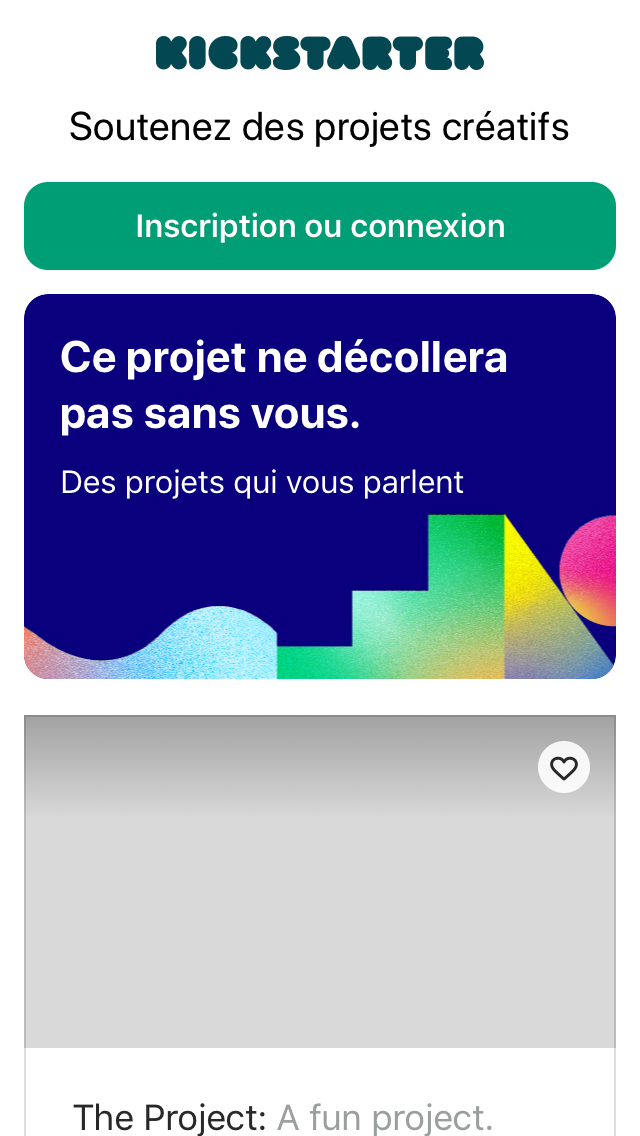 KICKSTARTER
Soutenez des projets créatifs
Inscription ou connexion
Ce projet ne décollera
pas sans vous.
Des projets qui vous parlent
The Project: A fun project.